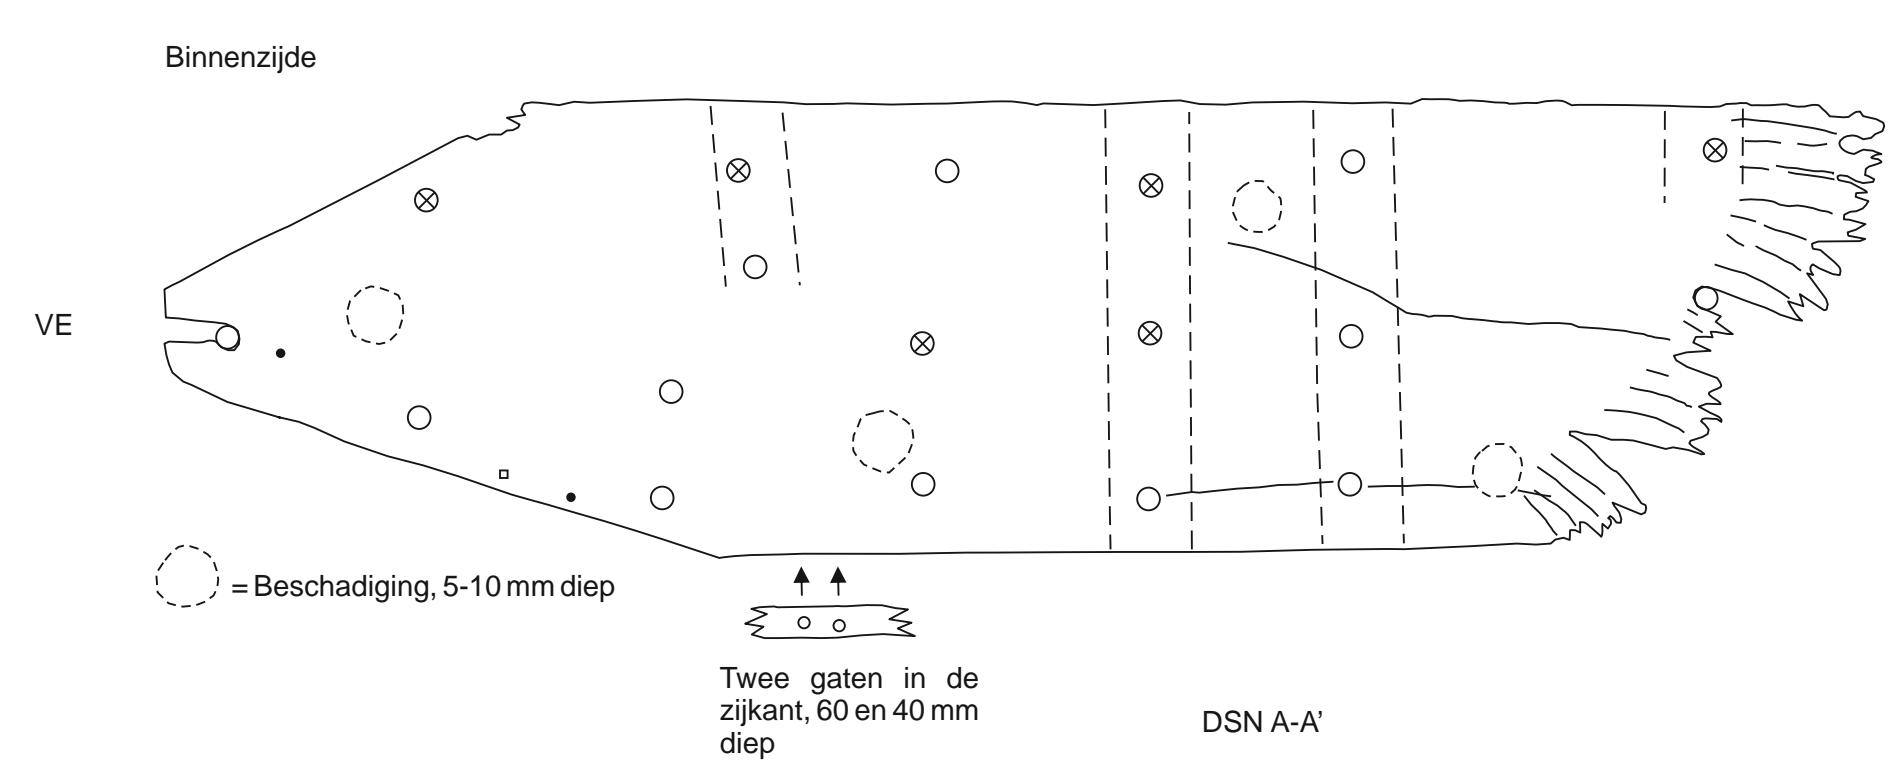 Binnenzijde
VE
= Beschadiging, 5-10 mm diep
Twee gaten in de
zijkant, 60 en 40 mm
diep
DSN A-A’